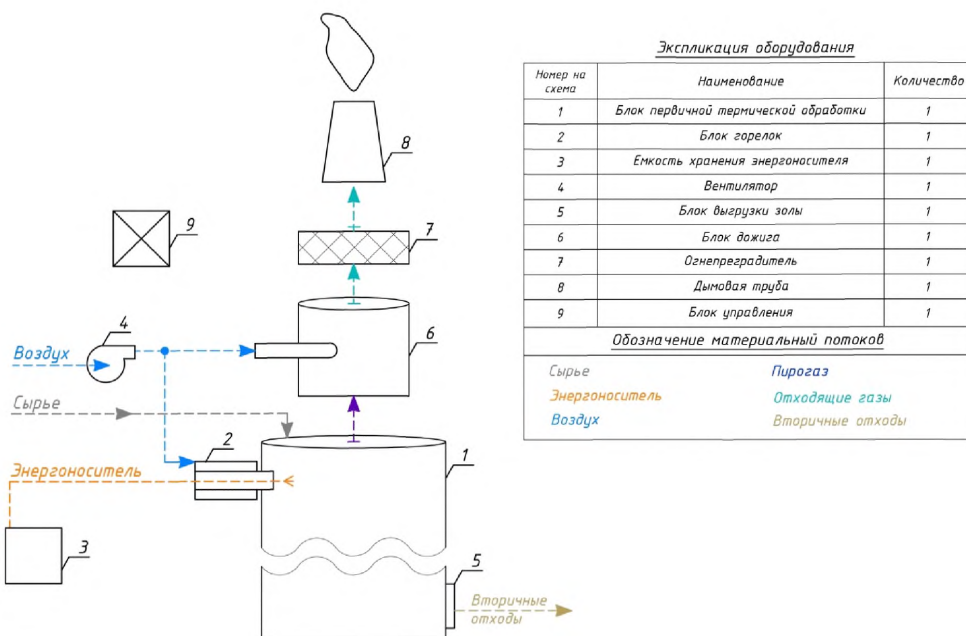 Экспликация оборудования
Номер на схема Наименование Количество
1 Блок первичной термической обработки 1
2 Блок горелок 1
3 Емкость хранения энергоносителя 1
4 Вентилятор 1
5 Блок выгрузки золы 1
6 Блок дожига 1
7 Огнепреградитель 1
8 Дымовая труба 1
9 Блок управления 1
Обозначение материальный потоков
Сырье Пирогаз
Энергоноситель Отходящие газы
Воздух Вторичные отходы
8
9
7
4
Воздух
6
Сырье
2
1
Энергоноситель
3
5
Вторичные
отходы